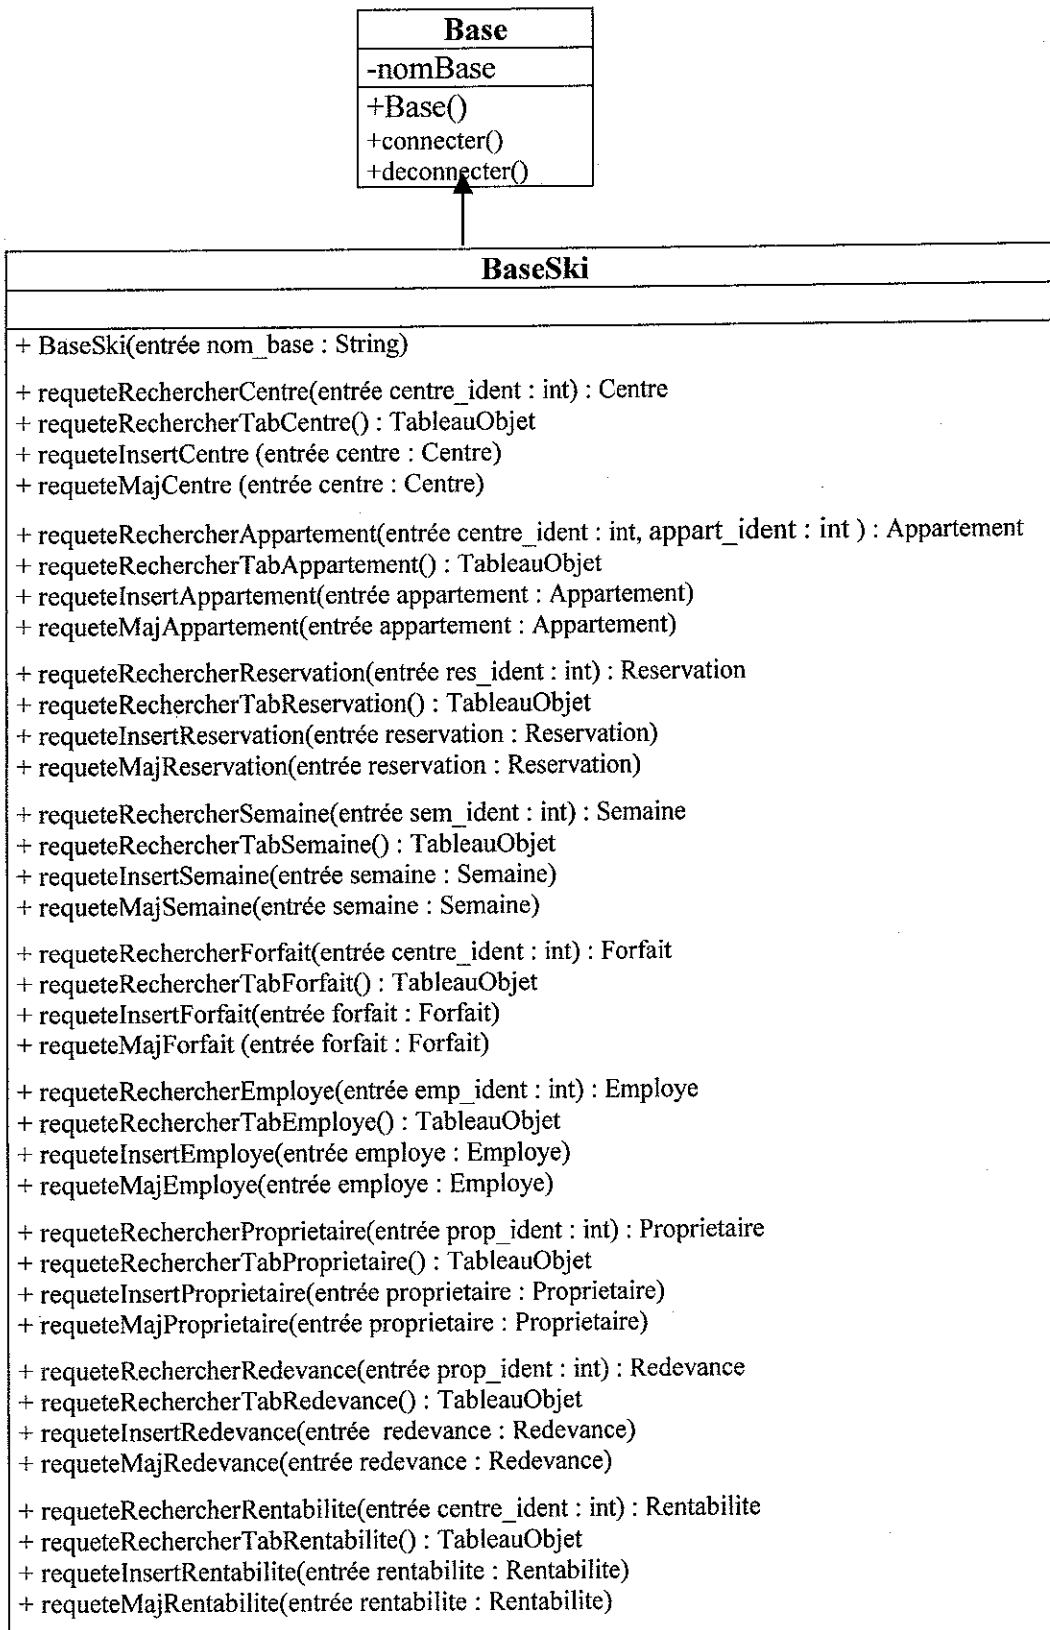 Base
-nomBase
+Base()
+connecter()
+deconnecter()
BaseSki
+ BaseSki(entrée nom_base : String)
+ requeteRechercherCentre(entrée centre_ident : int) : Centre
+ requeteRechercherTabCentre() : TableauObjet
+ requeteInsertCentre (entrée centre : Centre)
+ requeteMajCentre (entrée centre : Centre)
+ requeteRechercherAppartement(entrée centre_ident : int, appart_ident : int ) : Appartement
+ requeteRechercherTabAppartement() : TableauObjet
+ requeteInsertAppartement(entrée appartement : Appartement)
+ requeteMajAppartement(entrée appartement : Appartement)
+ requeteRechercherReservation(entrée res_ident : int) : Reservation
+ requeteRechercherTabReservation() : TableauObjet
+ requeteInsertReservation(entrée reservation : Reservation)
+ requeteMajReservation(entrée reservation : Reservation)
+ requeteRechercherSemaine(entrée sem_ident : int) : Semaine
+ requeteRechercherTabSemaine() : TableauObjet
+ requeteInsertSemaine(entrée semaine : Semaine)
+ requeteMajSemaine(entrée semaine : Semaine)
+ requeteRechercherForfait(entrée centre_ident : int) : Forfait
+ requeteRechercherTabForfait() : TableauObjet
+ requeteInsertForfait(entrée forfait : Forfait)
+ requeteMajForfait (entrée forfait : Forfait)
+ requeteRechercherEmploye(entrée emp_ident : int) : Employe
+ requeteRechercherTabEmploye() : TableauObjet
+ requeteInsertEmploye(entrée employe : Employe)
+ requeteMajEmploye(entrée employe : Employe)
+ requeteRechercherProprietaire(entrée prop_ident : int) : Proprietaire
+ requeteRechercherTabProprietaire() : TableauObjet
+ requeteInsertProprietaire(entrée proprietaire : Proprietaire)
+ requeteMajProprietaire(entrée proprietaire : Proprietaire)
+ requeteRechercherRedevance(entrée prop_ident : int) : Redevance
+ requeteRechercherTabRedevance() : TableauObjet
+ requeteInsertRedevance(entrée redevance : Redevance)
+ requeteMajRedevance(entrée redevance : Redevance)
+ requeteRechercherRentabilite(entrée centre_ident : int) : Rentabilite
+ requeteRechercherTabRentabilite() : TableauObjet
+ requeteInsertRentabilite(entrée rentabilite : Rentabilite)
+ requeteMajRentabilite(entrée rentabilite : Rentabilite)